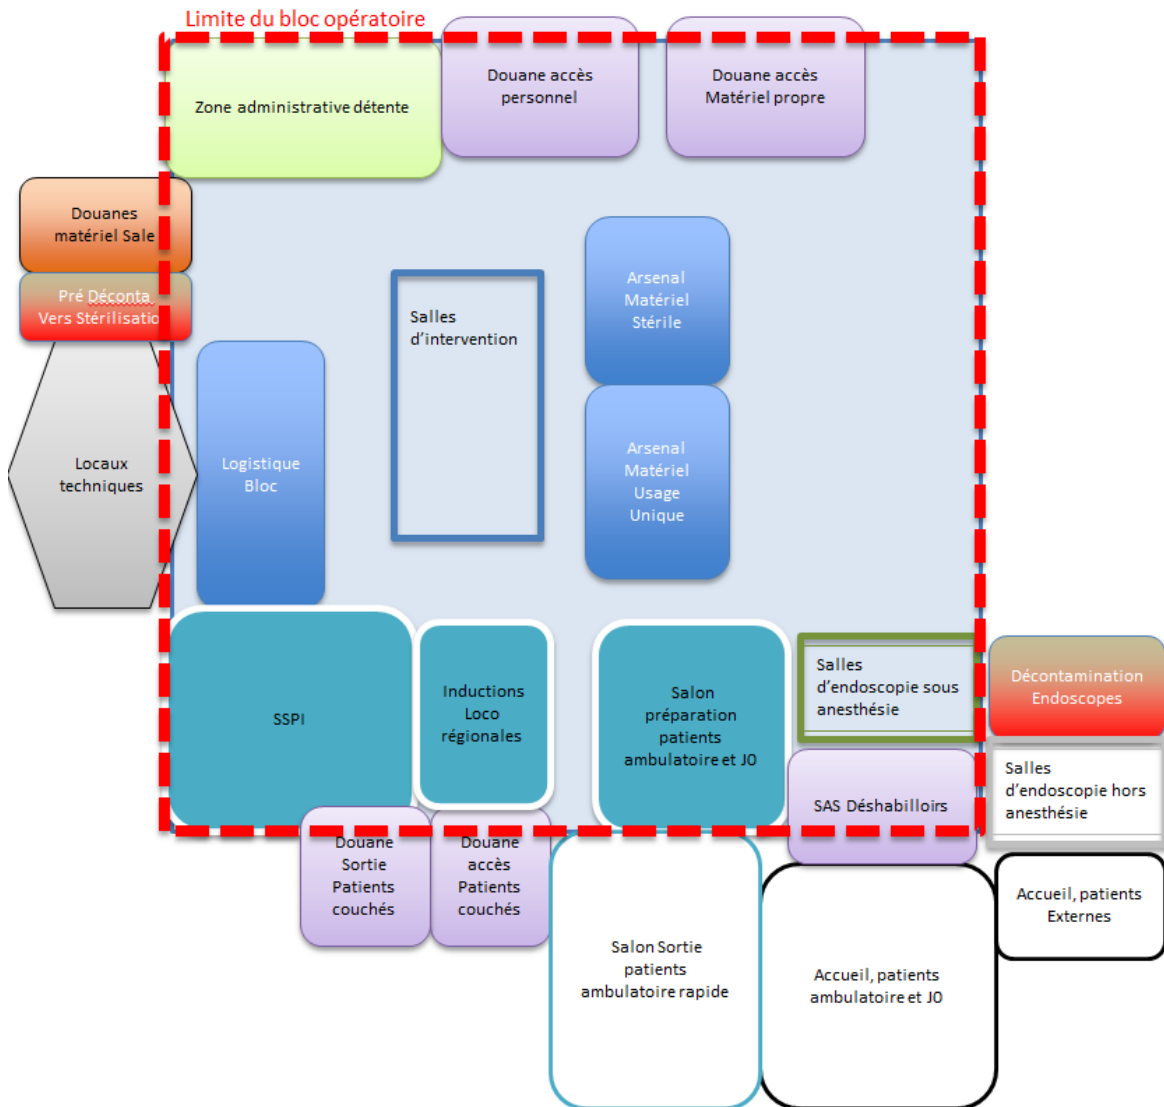 Limite du bloc opératoire
Zone administrative détente
Douane accès
personnel
Douane accès
Matériel propre
Douanes
matériel Sale
Pré Déconta
Vers Stérilisation
Locaux
techniques
Logistique
Bloc
Salles
d’intervention
Arsenal
Matériel
Stérile
Arsenal
Matériel
Usage
Unique
SSPI
Inductions
Loco
régionales
Salon
préparation
patients
ambulatoire et J0
Salles
d’endoscopie sous
anesthésie
Décontamination
Endoscopes
SAS Déshabilloirs
Salles
d’endoscopie hors
anesthésie
Douane
Sortie
Patients
couchés
Douane
accès
Patients
couchés
Salon Sortie
patients
ambulatoire rapide
Accueil, patients
ambulatoire et J0
Accueil, patients
Externes